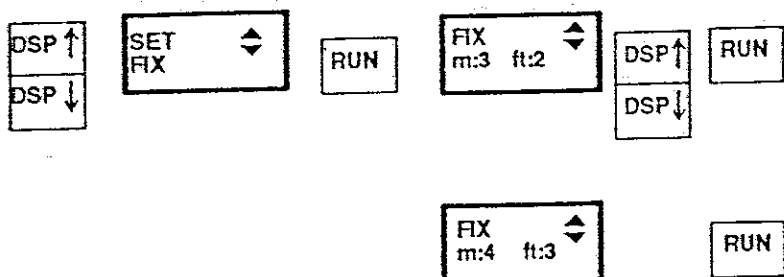 DSP ↑
DSP ↓
SET
FIX
RUN
FIX
m:3 ft:2
DSP ↑
DSP ↓
RUN
FIX
m:4 ft:3
RUN